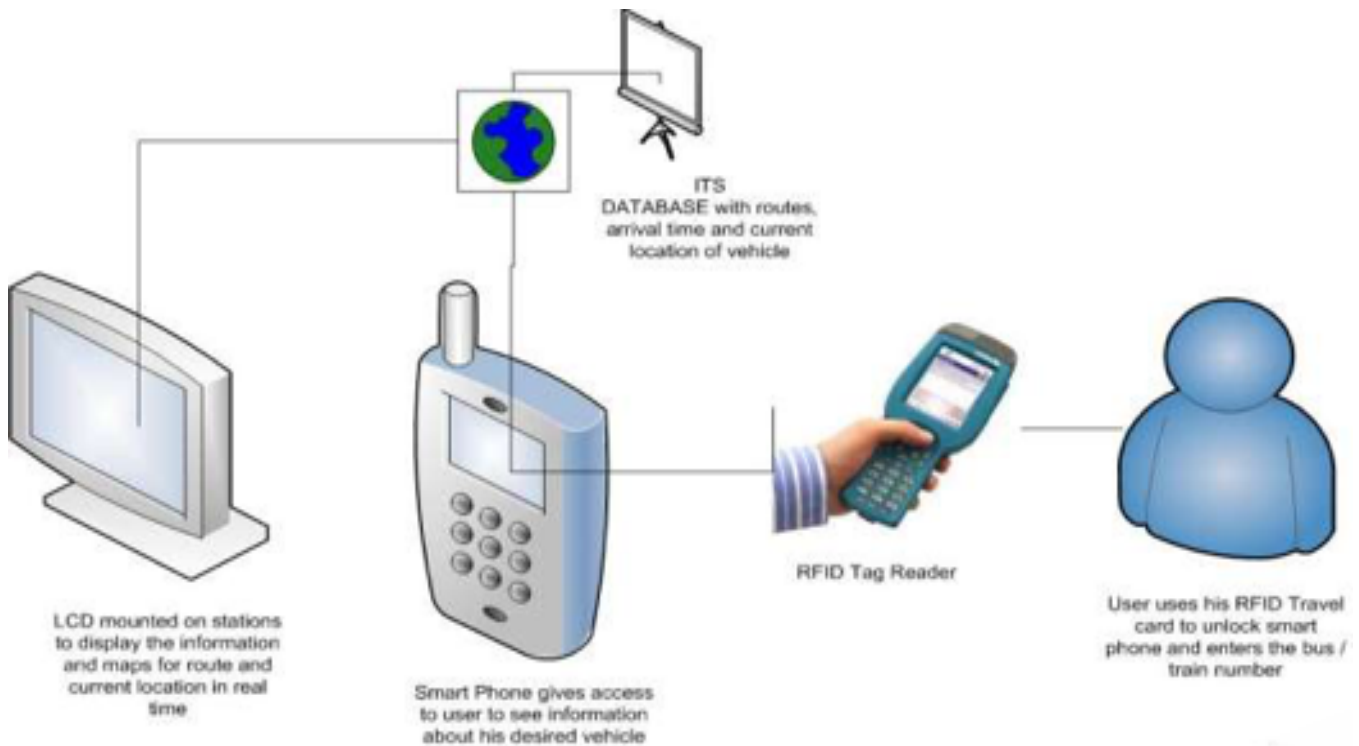 ITS
DATABASE with routes,
arrival time and current
location of vehicle
LCD mounted on stations
to display the information
and maps for route and
current location in real
time
Smart Phone gives access
to user to see information
about his desired vehicle
RFID Tag Reader
User uses his RFID Travel
card to unlock smart
phone and enters the bus /
train number